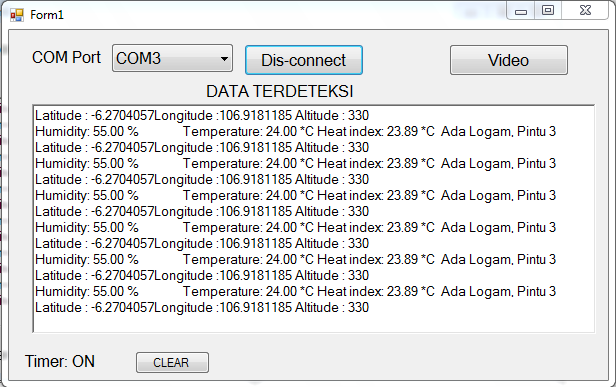 Form1
COM Port COM3 Dis-connect Video
DATA TERDETEKSI
Latitude : -6.2704057Longitude :106.9181185 Altitude : 330
Humidity: 55.00 % Temperature: 24.00 *C Heat index: 23.89 *C Ada Logam, Pintu 3
Latitude : -6.2704057Longitude :106.9181185 Altitude : 330
Humidity: 55.00 % Temperature: 24.00 *C Heat index: 23.89 *C Ada Logam, Pintu 3
Latitude : -6.2704057Longitude :106.9181185 Altitude : 330
Humidity: 55.00 % Temperature: 24.00 *C Heat index: 23.89 *C Ada Logam, Pintu 3
Latitude : -6.2704057Longitude :106.9181185 Altitude : 330
Humidity: 55.00 % Temperature: 24.00 *C Heat index: 23.89 *C Ada Logam, Pintu 3
Latitude : -6.2704057Longitude :106.9181185 Altitude : 330
Humidity: 55.00 % Temperature: 24.00 *C Heat index: 23.89 *C Ada Logam, Pintu 3
Latitude : -6.2704057Longitude :106.9181185 Altitude : 330
Humidity: 55.00 % Temperature: 24.00 *C Heat index: 23.89 *C Ada Logam, Pintu 3
Latitude : -6.2704057Longitude :106.9181185 Altitude : 330
Timer: ON CLEAR